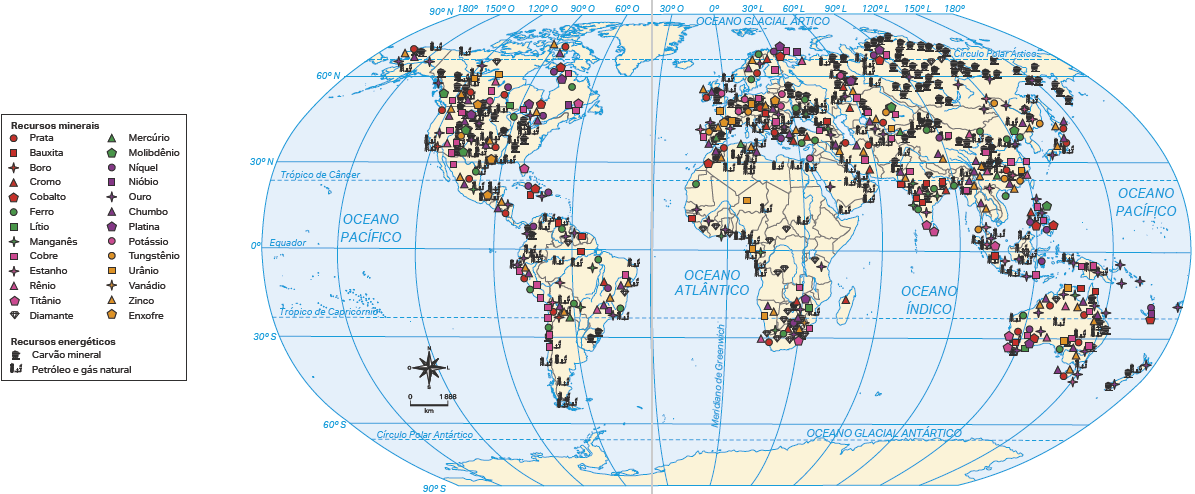 90º N 180º 150º O 120º O 90º O 60º O 30º O 0º 30º L 60º L 90º L 120º L 150º L 180º
OCEANO GLACIAL ÁRTICO
Círculo Polar Ártico
60º N
Recursos minerais
Prata
Bauxita
Boro
Cromo
Cobalto
Ferro
Lítio
Manganês
Cobre
Estanho
Rênio
Titânio
Diamante
Mercúrio
Molibdênio
Níquel
Nióbio
Ouro
Chumbo
Platina
Potássio
Tungstênio
Urânio
Vanádio
Zinco
Enxofre
Recursos energéticos
Carvão mineral
Petróleo e gás natural
30º N
Trópico de Câncer
OCEANO
PACÍFICO
OCEANO
PACÍFICO
0º
Equador
OCEANO
ATLÂNTICO
OCEANO
ÍNDICO
Trópico de Capricórnio
30º S
Meridiano de Greenwich
N
O
L
S
0 1 888
km
60º S
Círculo Polar Antártico
OCEANO GLACIAL ANTÁRTICO
90º S